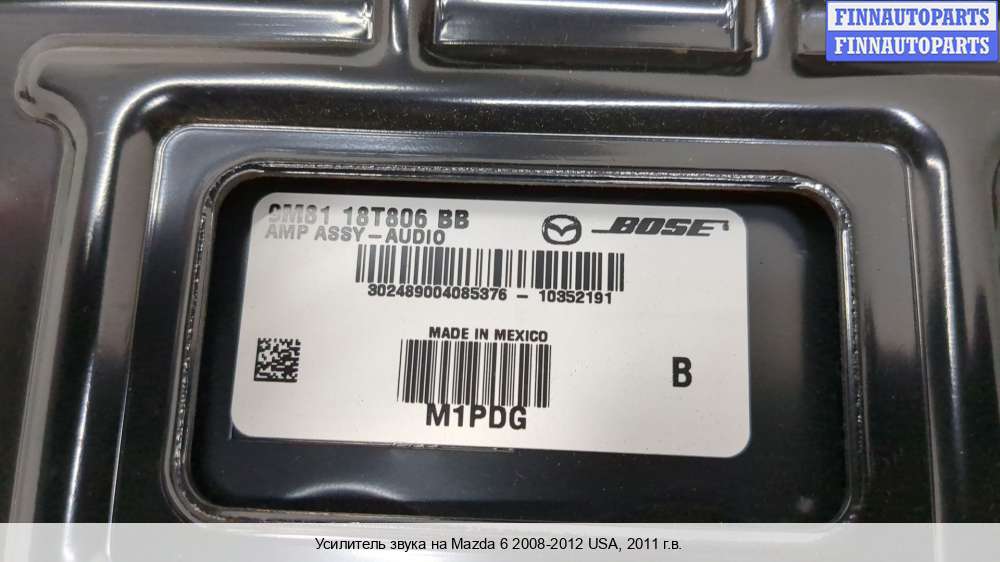 FINNAUTOPARTS
FINNAUTOPARTS
9M81 18T806 BB
AMP ASSY-AUDIO
BOSE
302489004085376 - 10352191
MADE IN MEXICO
B
M1PDG
Усилитель звука на Mazda 6 2008-2012 USA, 2011 г.в.